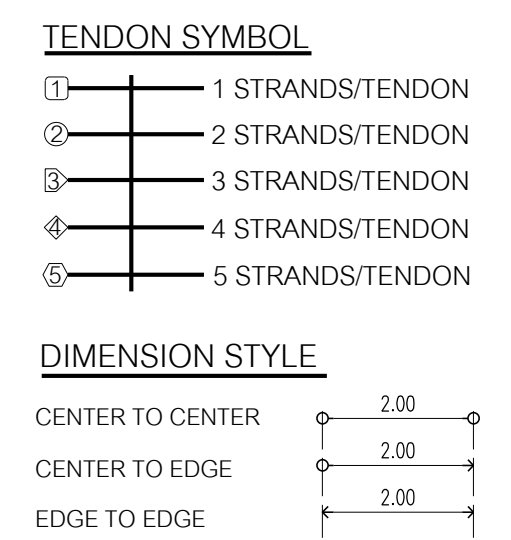 TENDON SYMBOL
1 1 STRANDS/TENDON
2 2 STRANDS/TENDON
3 3 STRANDS/TENDON
4 4 STRANDS/TENDON
5 5 STRANDS/TENDON
DIMENSION STYLE
CENTER TO CENTER 2.00
CENTER TO EDGE 2.00
EDGE TO EDGE 2.00